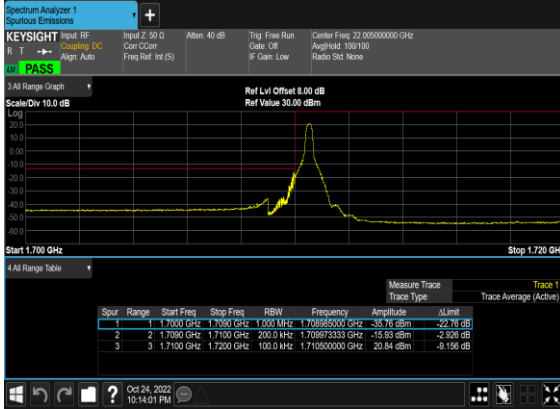 Spectrum Analyzer 1
Spurious Emissions
+
KEYSIGHT Input: RF Input Z: 50 Ω Atten: 40 dB Trig: Free Run Center Freq: 22.005000000 GHz
R T Coupling: DC Corr CCorr Gate: Off Avg|Hold: 100/100
Align: Auto Freq Ref: Int (S) IF Gain: Low Radio Std: None
PASS
3 All Range Graph
Ref Lvl Offset 8.00 dB
Scale/Div 10.0 dB Ref Value 30.00 dBm
Log
20.0
10.0
0.00
-10.0
-20.0
-30.0
-40.0
-50.0
-60.0
Start 1.700 GHz Stop 1.720 GH
4 All Range Table
Measure Trace Trace 1
Trace Type Trace Average (Active)
Spur Range Start Freq Stop Freq RBW Frequency Amplitude ΔLimit
1 1 1.7000 GHz 1.7090 GHz 1.000 MHz 1.708985000 GHz -35.76 dBm -22.76 dB
2 2 1.7090 GHz 1.7100 GHz 200.0 kHz 1.709973333 GHz -15.93 dBm -2.926 dB
3 3 1.7100 GHz 1.7200 GHz 100.0 kHz 1.710500000 GHz 20.84 dBm -9.156 dB
?
Oct 24, 2022
10:14:01 PM